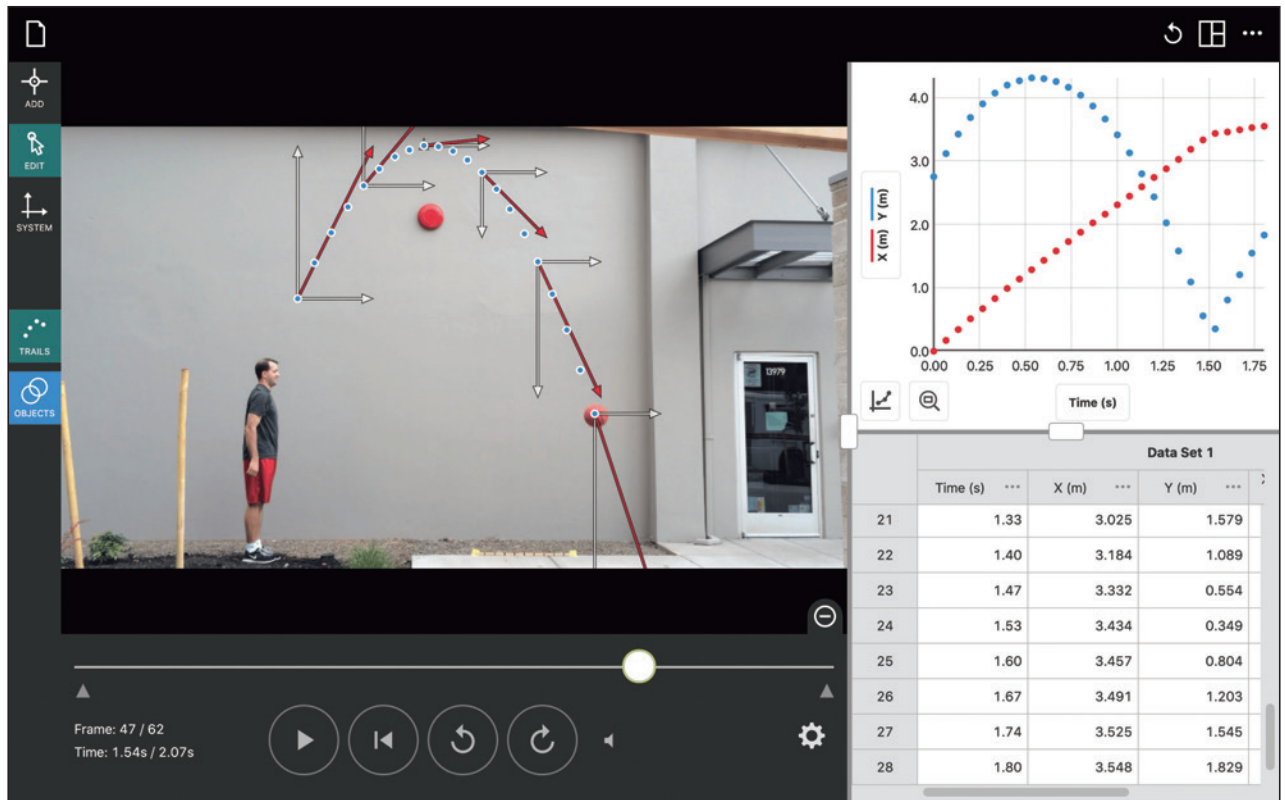 ADD
EDIT
SYSTEM
TRAILS
OBJECTS
13979
Frame: 47 / 62
Time: 1.54s / 2.07s
X (m) Y (m)
4.0
3.0
2.0
1.0
0.0
0.00 0.25 0.50 0.75 1.00 1.25 1.50 1.75
Time (s)
Data Set 1
Time (s) X (m) Y (m)
21 1.33 3.025 1.579
22 1.40 3.184 1.089
23 1.47 3.332 0.554
24 1.53 3.434 0.349
25 1.60 3.457 0.804
26 1.67 3.491 1.203
27 1.74 3.525 1.545
28 1.80 3.548 1.829